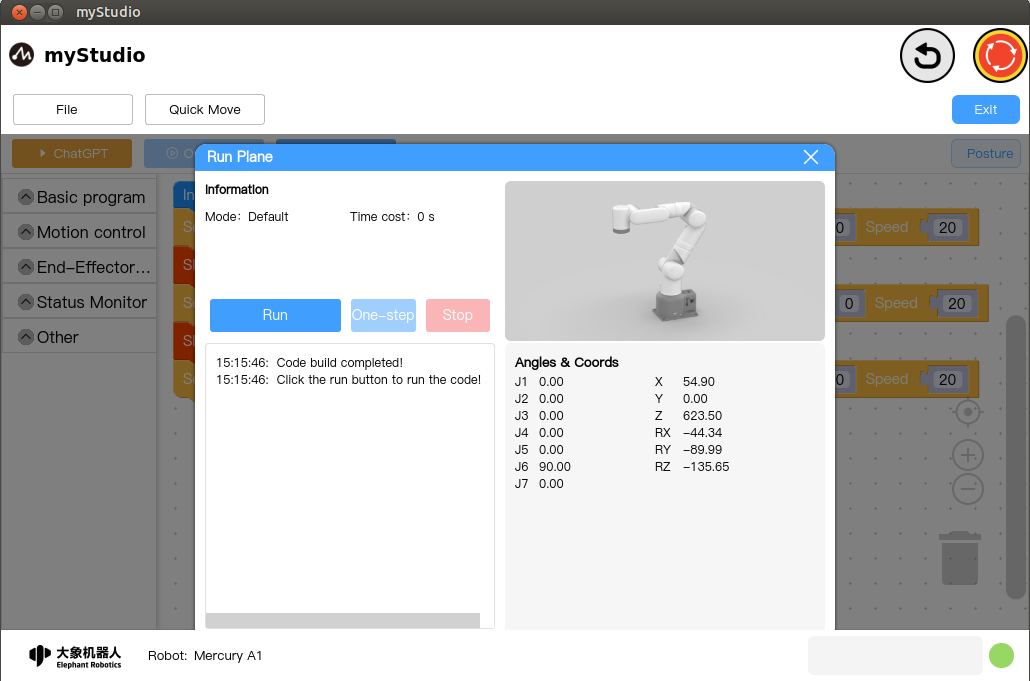 myStudio
myStudio
File
Quick Move
Exit
ChatGPT
O
Posture
Run Plane
Basic program
Motion control
End-Effector...
Status Monitor
Other
In
S
Sl
S
Sl
S
0 Speed 20
0 Speed 20
0 Speed 20
Information
Mode: Default
Time cost: 0 s
Run
One-step
Stop
15:15:46: Code build completed!
15:15:46: Click the run button to run the code!
Angles & Coords
J1 0.00 X 54.90
J2 0.00 Y 0.00
J3 0.00 Z 623.50
J4 0.00 RX -44.34
J5 0.00 RY -89.99
J6 90.00 RZ -135.65
J7 0.00
大象机器人
Elephant Robotics
Robot: Mercury A1